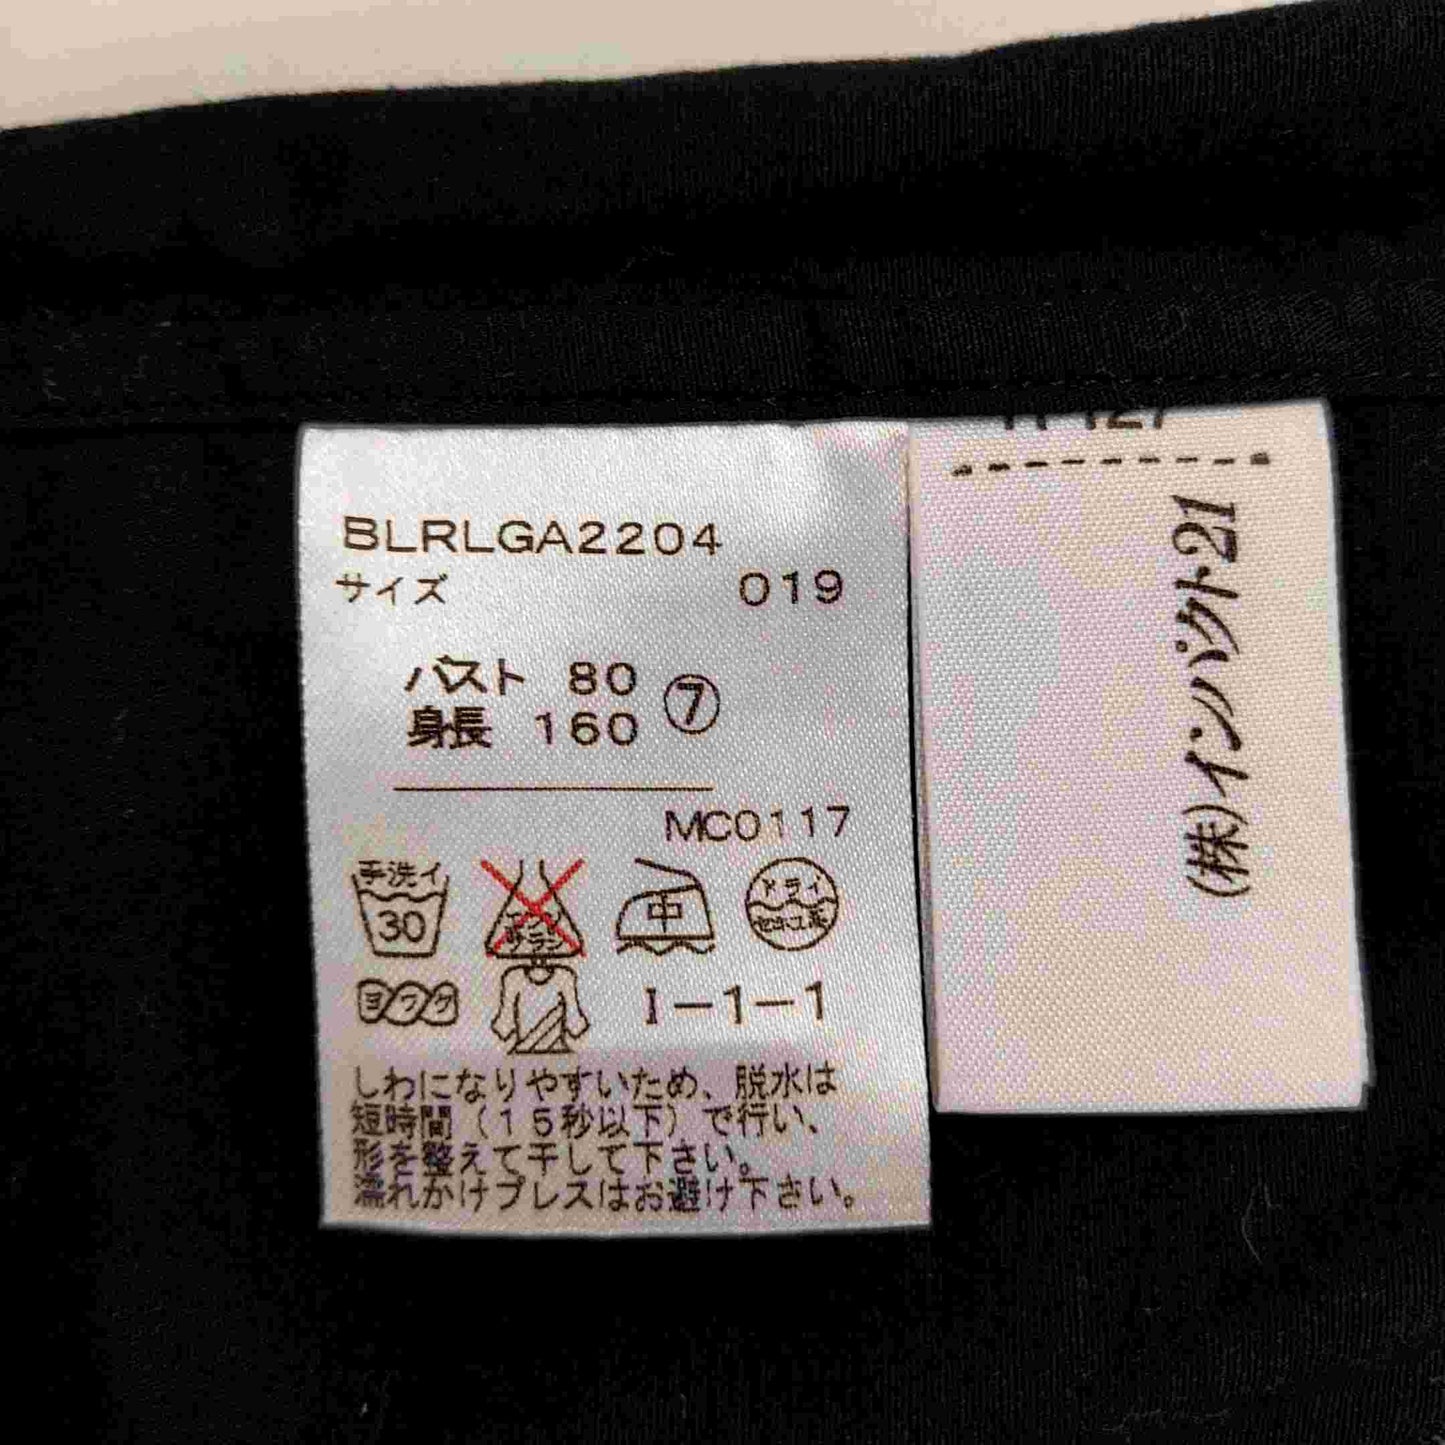 BLRLGA2204
サイズ 019
バスト 80
身長 160 ⑦
MC0117
手洗イ
30
中
ドライ
セキユ系
ヨワク
I-1-1
しわになりやすいため、脱水は
短時間（15秒以下）で行い、
形を整えて干して下さい。
濡れかけプレスはお避け下さい。
(株)インパクト21